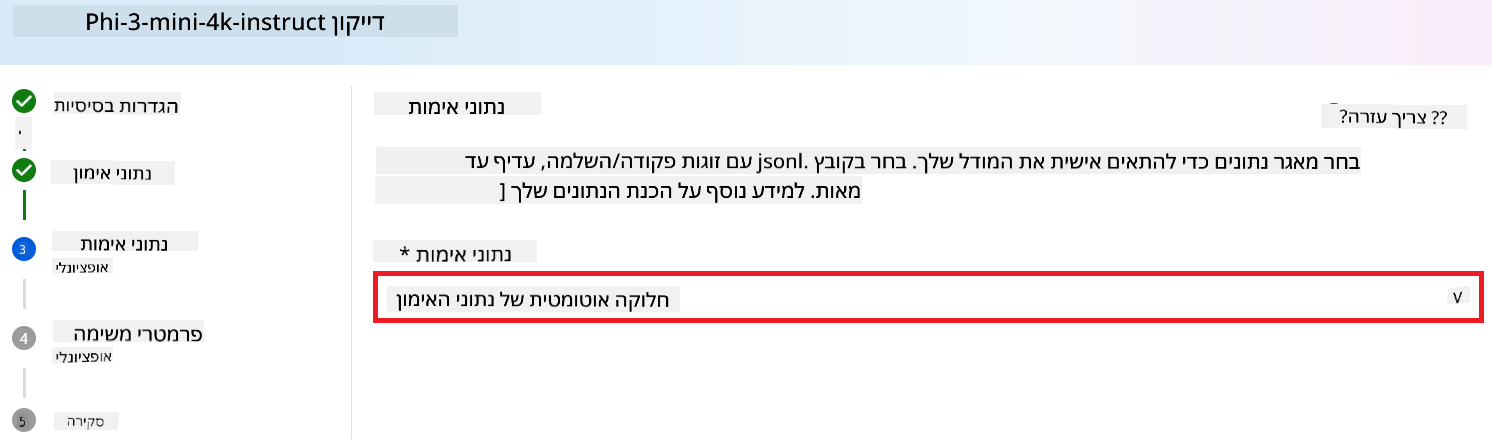 דייקון Phi-3-mini-4k-instruct
הגדרות בסיסיות
נתוני אימון
3
נתוני אימות
אופציונלי
4
פרמטרי משימה
אופציונלי
5
סקירה
נתוני אימות
?? צריך עזרה?
בחר מאגר נתונים כדי להתאים אישית את המודל שלך. בחר בקובץ .jsonl עם זוגות פקודה/השלמה, עדיף עד
מאות. למידע נוסף על הכנת הנתונים שלך [
נתוני אימות *
חלוקה אוטומטית של נתוני האימון
v